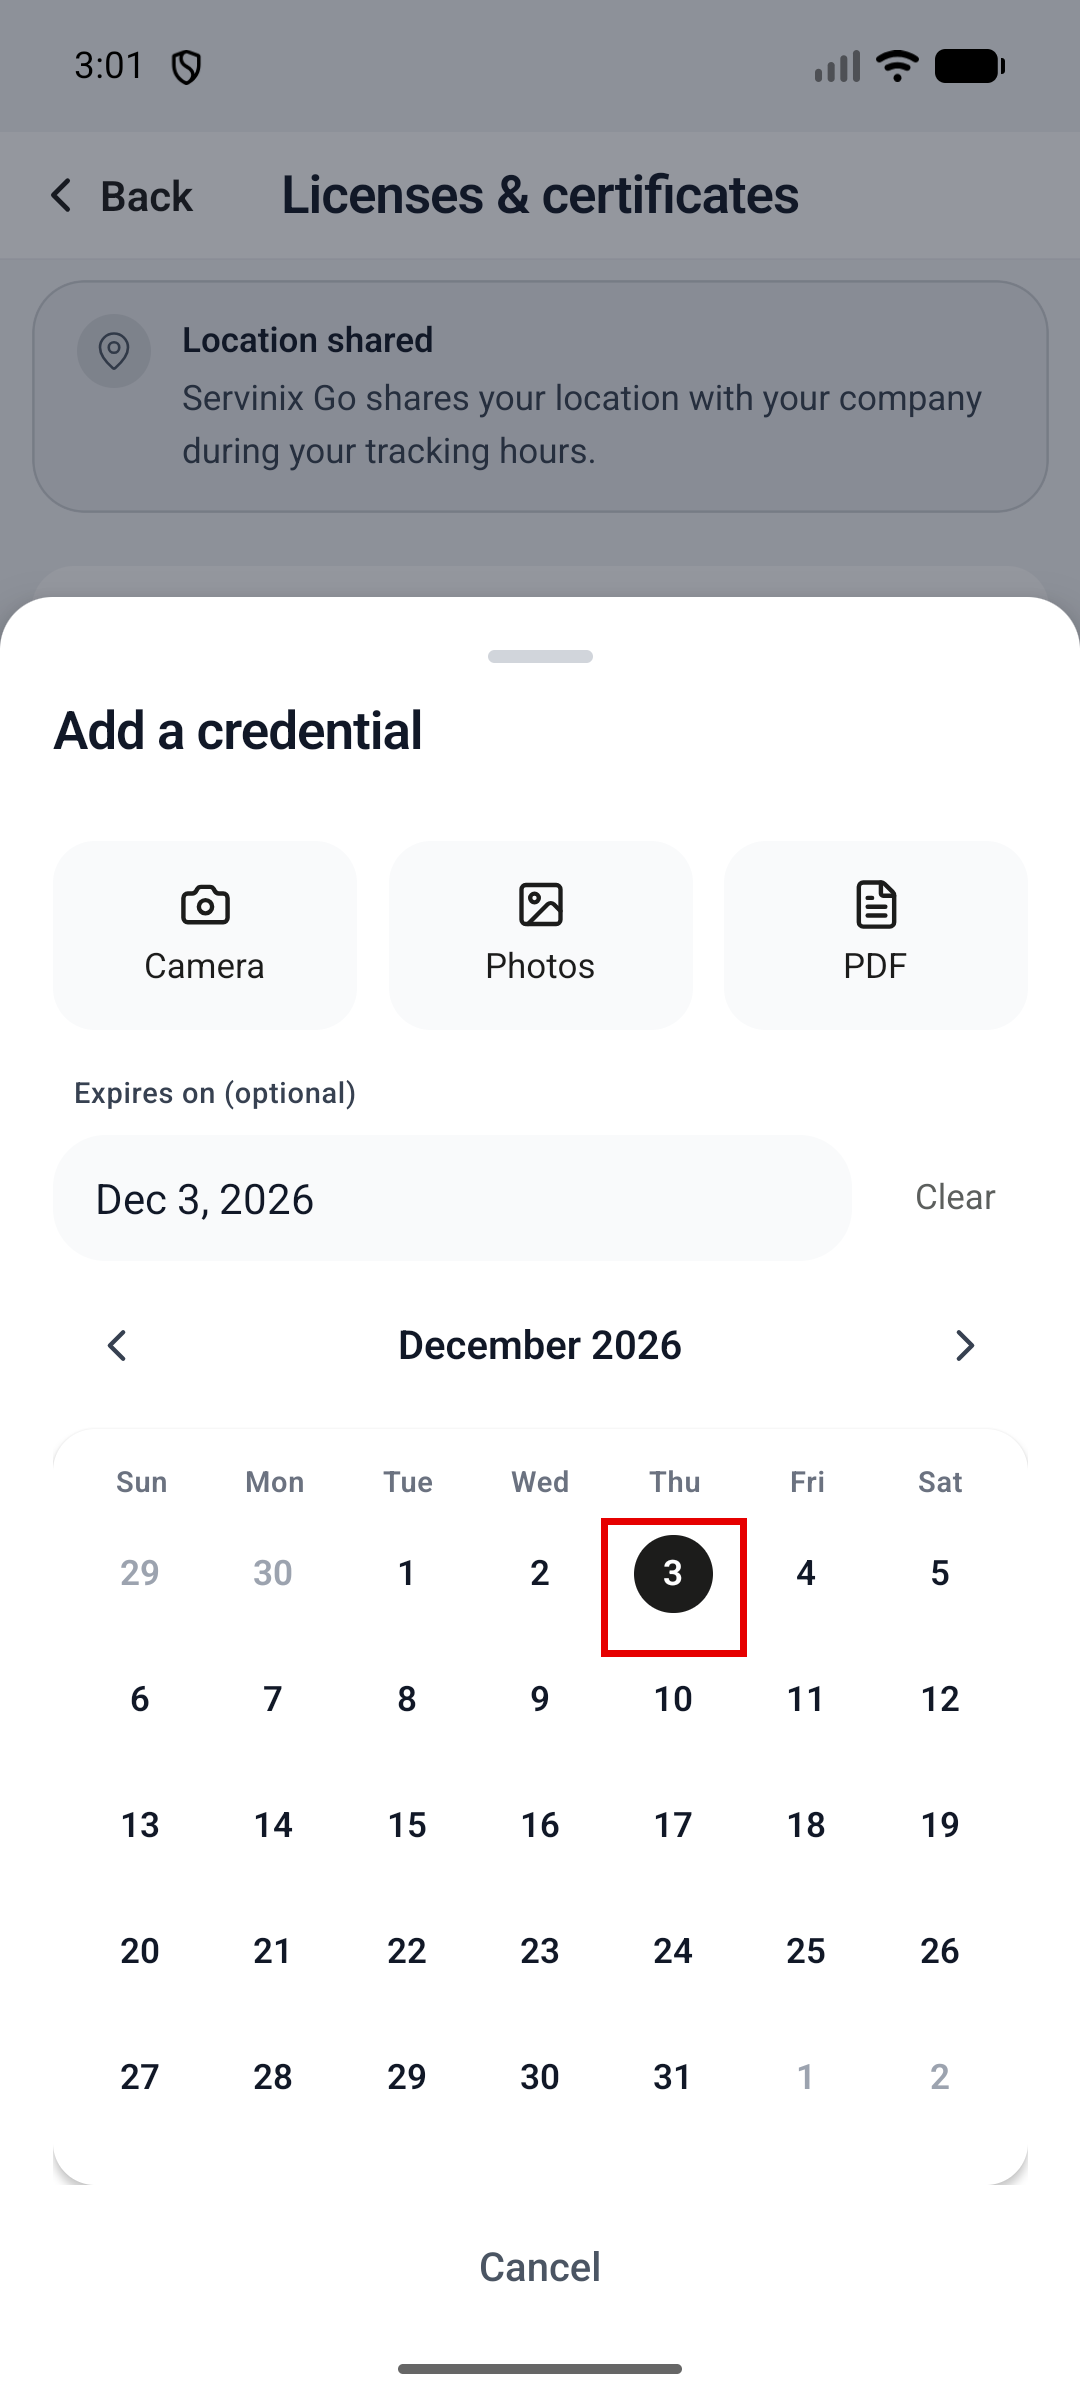 3:01
Back
Licenses & certificates
Location shared
Servinix Go shares your location with your company
during your tracking hours.
Add a credential
Camera Photos PDF
Expires on (optional)
Dec 3, 2026 Clear
December 2026
Sun Mon Tue Wed Thu Fri Sat
29 30 1 2 3 4 5
6 7 8 9 10 11 12
13 14 15 16 17 18 19
20 21 22 23 24 25 26
27 28 29 30 31 1 2
Cancel